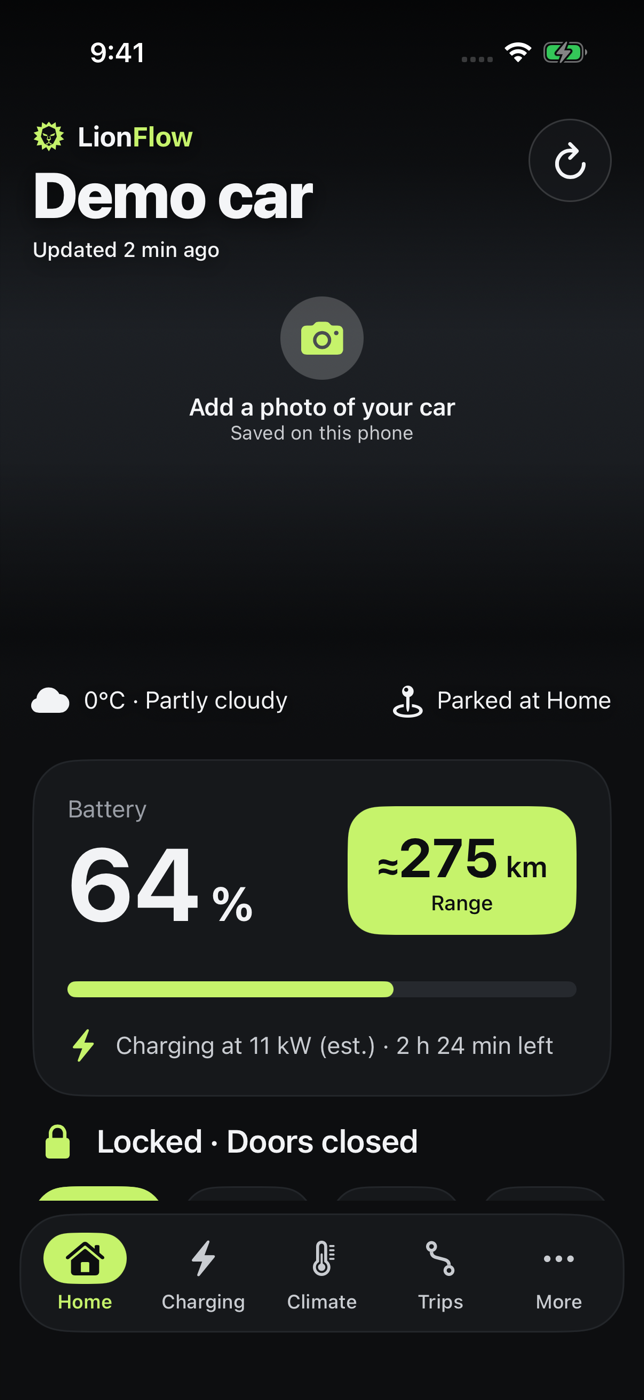 9:41
LionFlow
Demo car
Updated 2 min ago
Add a photo of your car
Saved on this phone
0°C · Partly cloudy
Parked at Home
Battery
64 %
≈275 km
Range
Charging at 11 kW (est.) · 2 h 24 min left
Locked · Doors closed
Home
Charging
Climate
Trips
More